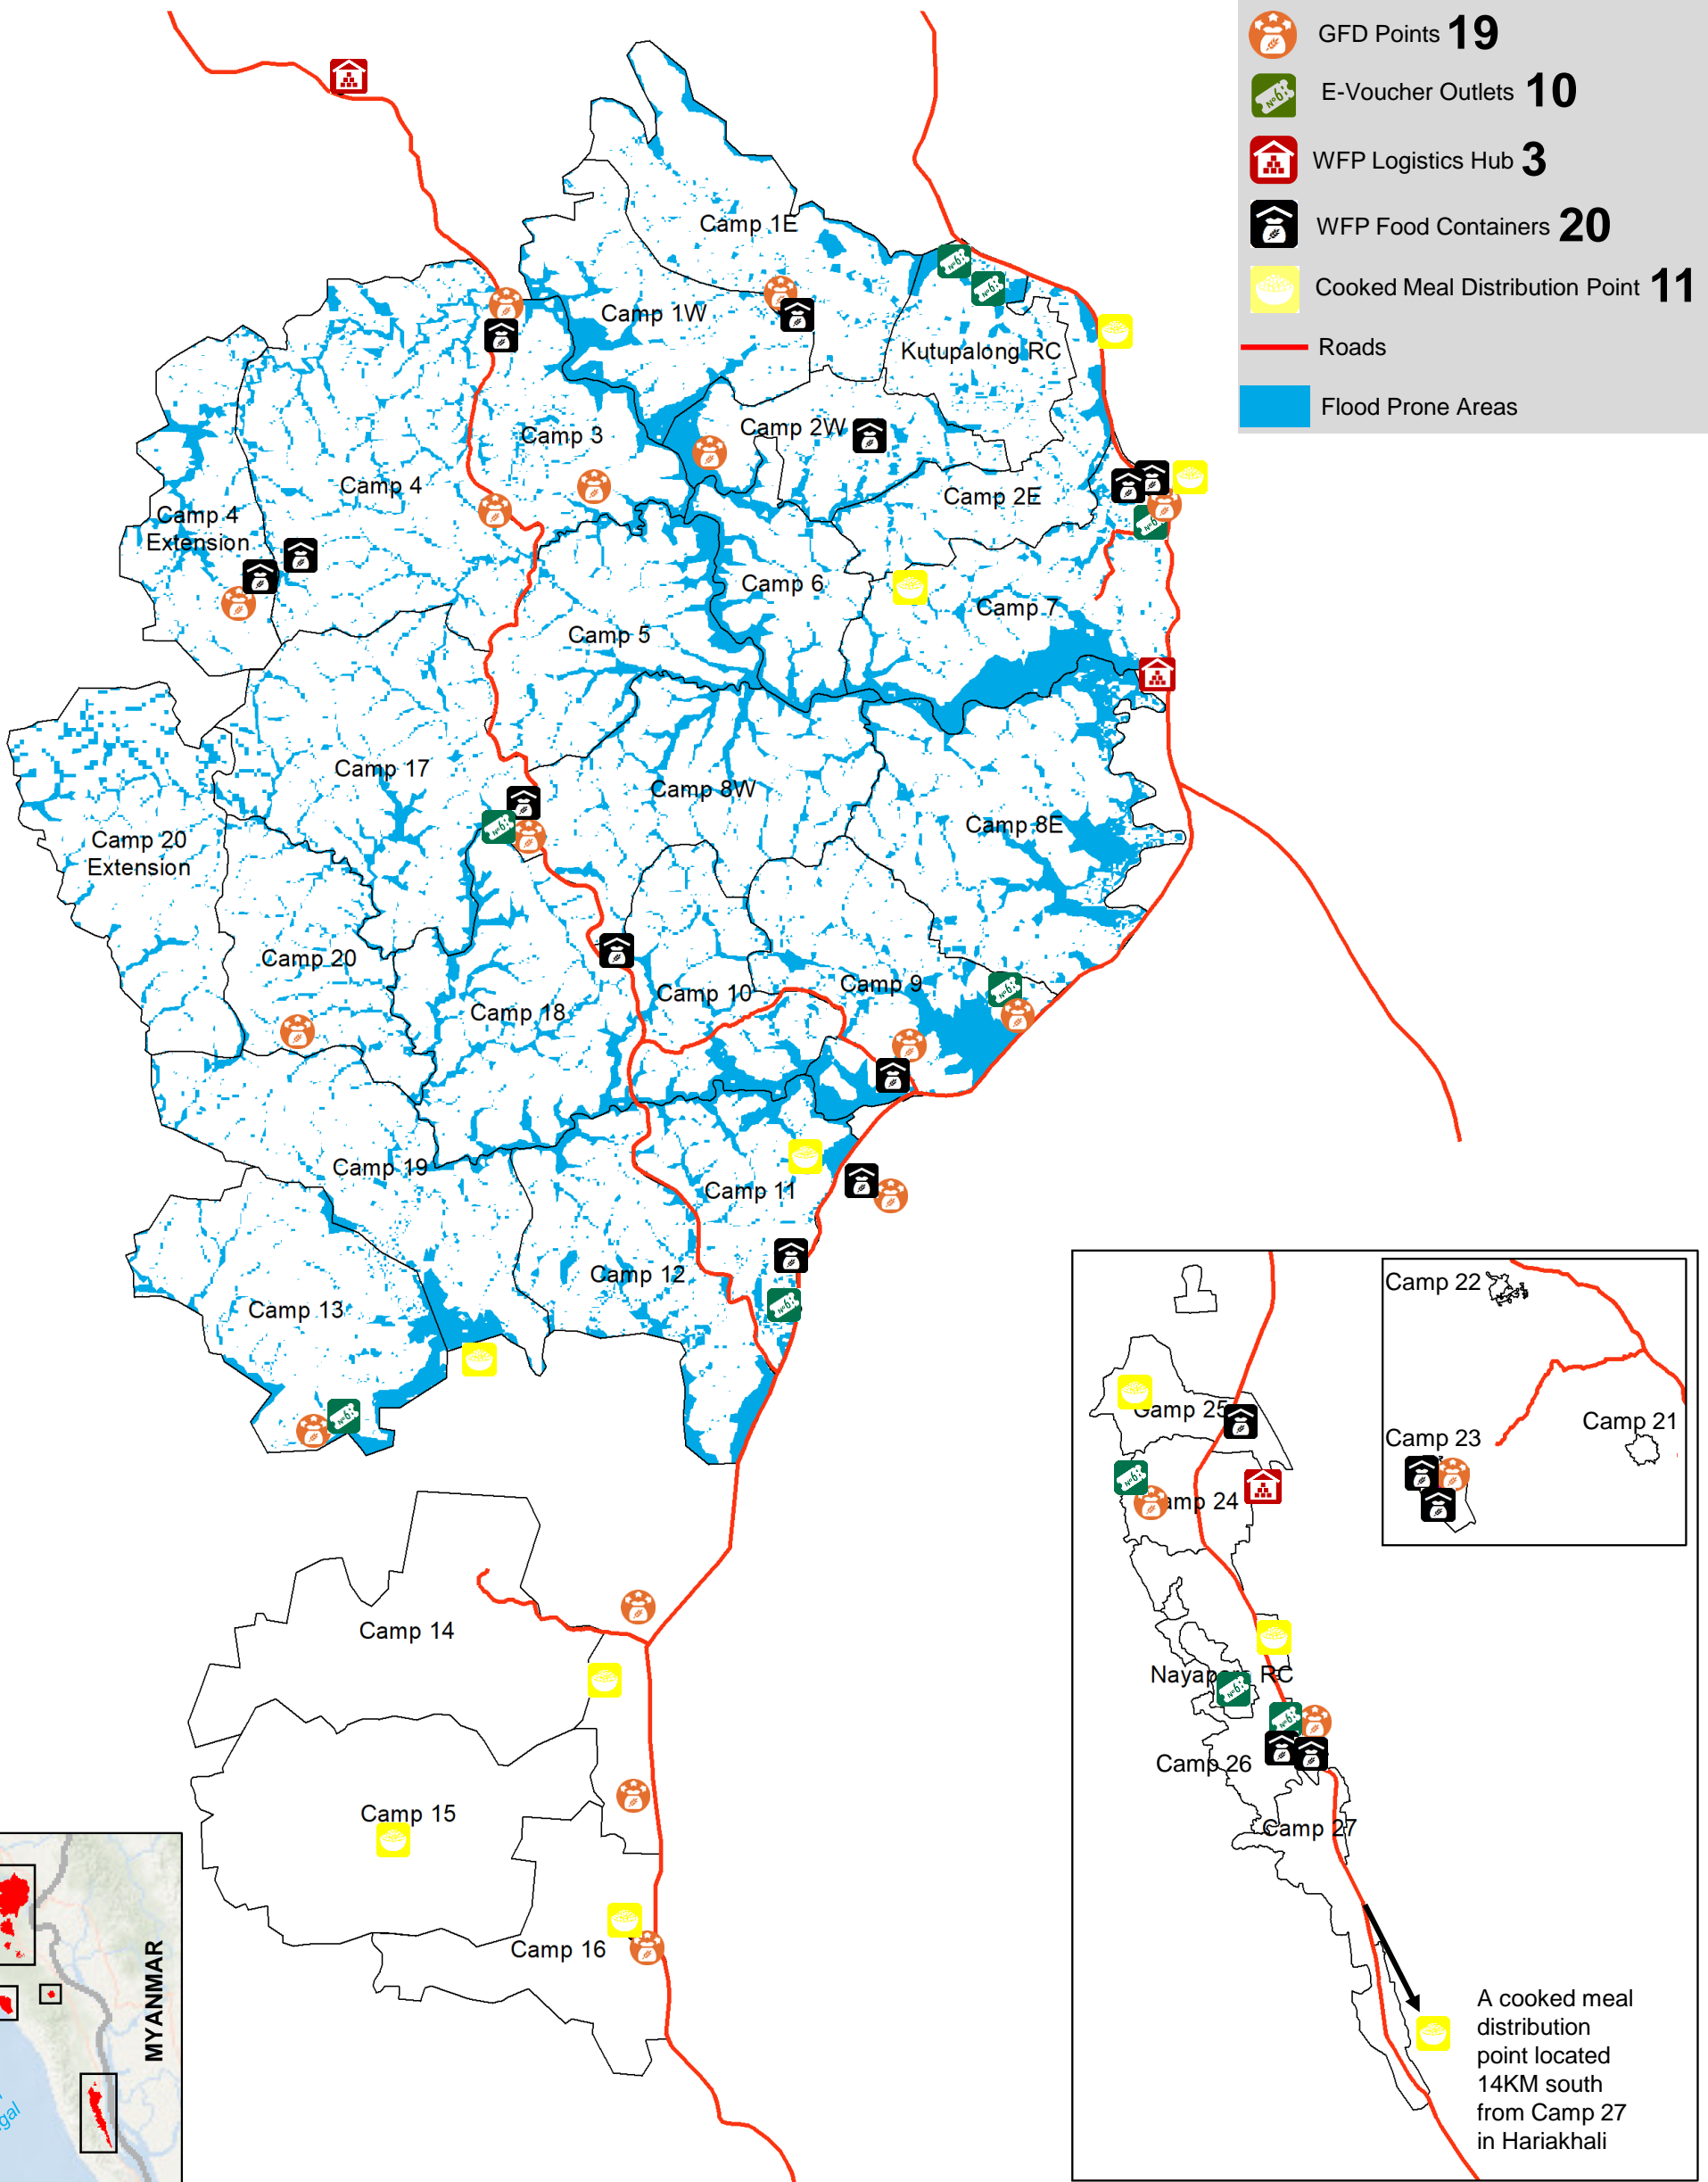 GFD Points 19
E-Voucher Outlets 10
WFP Logistics Hub 3
WFP Food Containers 20
Cooked Meal Distribution Point 11
Roads
Flood Prone Areas
Camp 1E
Camp 1W
Kutupalong RC
Camp 2W
Camp 3
Camp 4
Camp 2E
Camp 4
Extension
Camp 6
Camp 7
Camp 5
Camp 17
Camp 8W
Camp 8E
Camp 20
Extension
Camp 20
Camp 9
Camp 10
Camp 18
Camp 19
Camp 11
Camp 12
Camp 13
Camp 14
Camp 15
Camp 16
Camp 22
Camp 21
Camp 23
Camp 25
amp 24
RC
Camp 26
Camp 27
A cooked meal
distribution
point located
14KM south
from Camp 27
in Hariakhali
MYANMAR